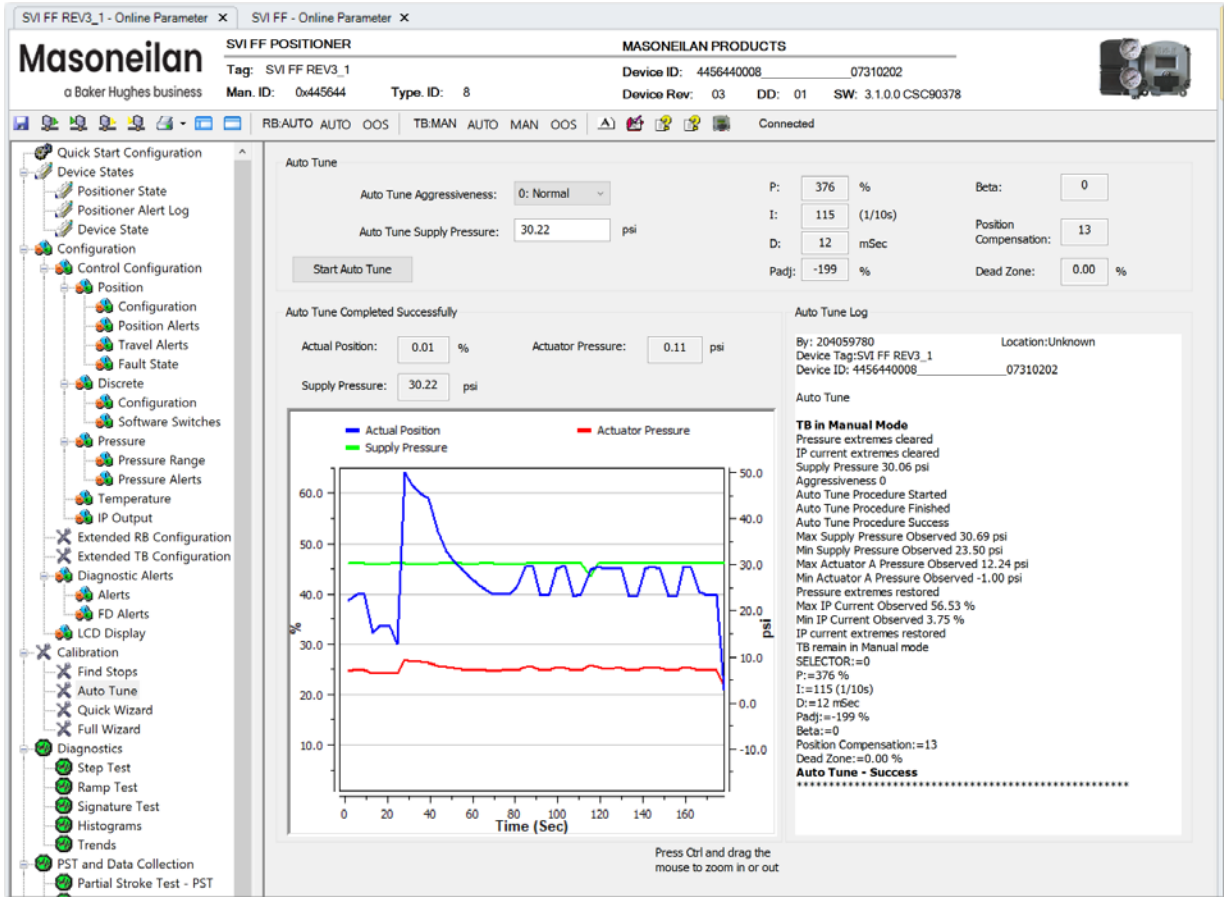 SVI FF REV3_1 - Online Parameter X SVI FF - Online Parameter X
Masoneilan
a Baker Hughes business
SVI FF POSITIONER
MASONEILAN PRODUCTS
Tag: SVI FF REV3_1
Device ID: 4456440008____________07310202
Man. ID: 0x445644 Type. ID: 8
Device Rev: 03 DD: 01 SW: 3.1.0.0 CSC90378
RB:AUTO AUTO OOS TB:MAN AUTO MAN OOS A) Connected
Quick Start Configuration
Device States
Positioner State
Positioner Alert Log
Device State
Configuration
Control Configuration
Position
Configuration
Position Alerts
Travel Alerts
Fault State
Discrete
Configuration
Software Switches
Pressure
Pressure Range
Pressure Alerts
Temperature
IP Output
Extended RB Configuration
Extended TB Configuration
Diagnostic Alerts
Alerts
FD Alerts
LCD Display
Calibration
Find Stops
Auto Tune
Quick Wizard
Full Wizard
Diagnostics
Step Test
Ramp Test
Signature Test
Histograms
Trends
PST and Data Collection
Partial Stroke Test - PST
Auto Tune
Auto Tune Aggressiveness: 0: Normal
Auto Tune Supply Pressure: 30.22 psi
Start Auto Tune
P: 376 %
I: 115 (1/10s)
D: 12 mSec
Padj: -199 %
Beta: 0
Position
Compensation: 13
Dead Zone: 0.00 %
Auto Tune Completed Successfully
Actual Position: 0.01 % Actuator Pressure: 0.11 psi
Supply Pressure: 30.22 psi
Actual Position Actuator Pressure
Supply Pressure
60.0
50.0
40.0
30.0
20.0
10.0
%
50.0
40.0
30.0
20.0
10.0
0.0
-10.0
psi
0 20 40 60 80 100 120 140 160
Time (Sec)
Press Ctrl and drag the
mouse to zoom in or out
Auto Tune Log
By: 204059780 Location:Unknown
Device Tag:SVI FF REV3_1
Device ID: 4456440008____________07310202
Auto Tune
TB in Manual Mode
Pressure extremes cleared
IP current extremes cleared
Supply Pressure 30.06 psi
Aggressiveness 0
Auto Tune Procedure Started
Auto Tune Procedure Finished
Auto Tune Procedure Success
Max Supply Pressure Observed 30.69 psi
Min Supply Pressure Observed 23.50 psi
Max Actuator A Pressure Observed 12.24 psi
Min Actuator A Pressure Observed -1.00 psi
Pressure extremes restored
Max IP Current Observed 56.53 %
Min IP Current Observed 3.75 %
IP current extremes restored
TB remain in Manual mode
SELECTOR:=0
P:=376 %
I:=115 (1/10s)
D:=12 mSec
Padj:=-199 %
Beta:=0
Position Compensation:=13
Dead Zone:=0.00 %
Auto Tune - Success
****************************************************